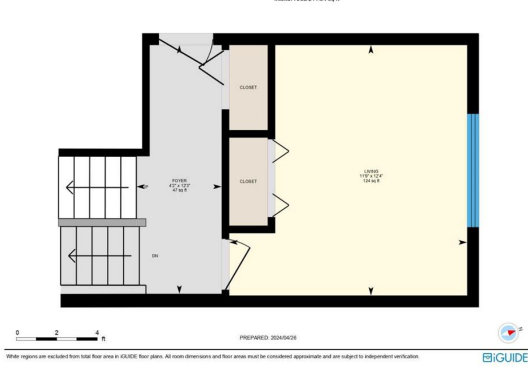 CLOSET
FOYER
4'2" x 12'3"
47 sq ft
UP
CLOSET
LIVING
11'9" x 12'4"
124 sq ft
DN
0 2 4
ft
PREPARED: 2024/04/26
N
White regions are excluded from total floor area in iGUIDE floor plans. All room dimensions and floor areas must be considered approximate and are subject to independent verification.
iGUIDE